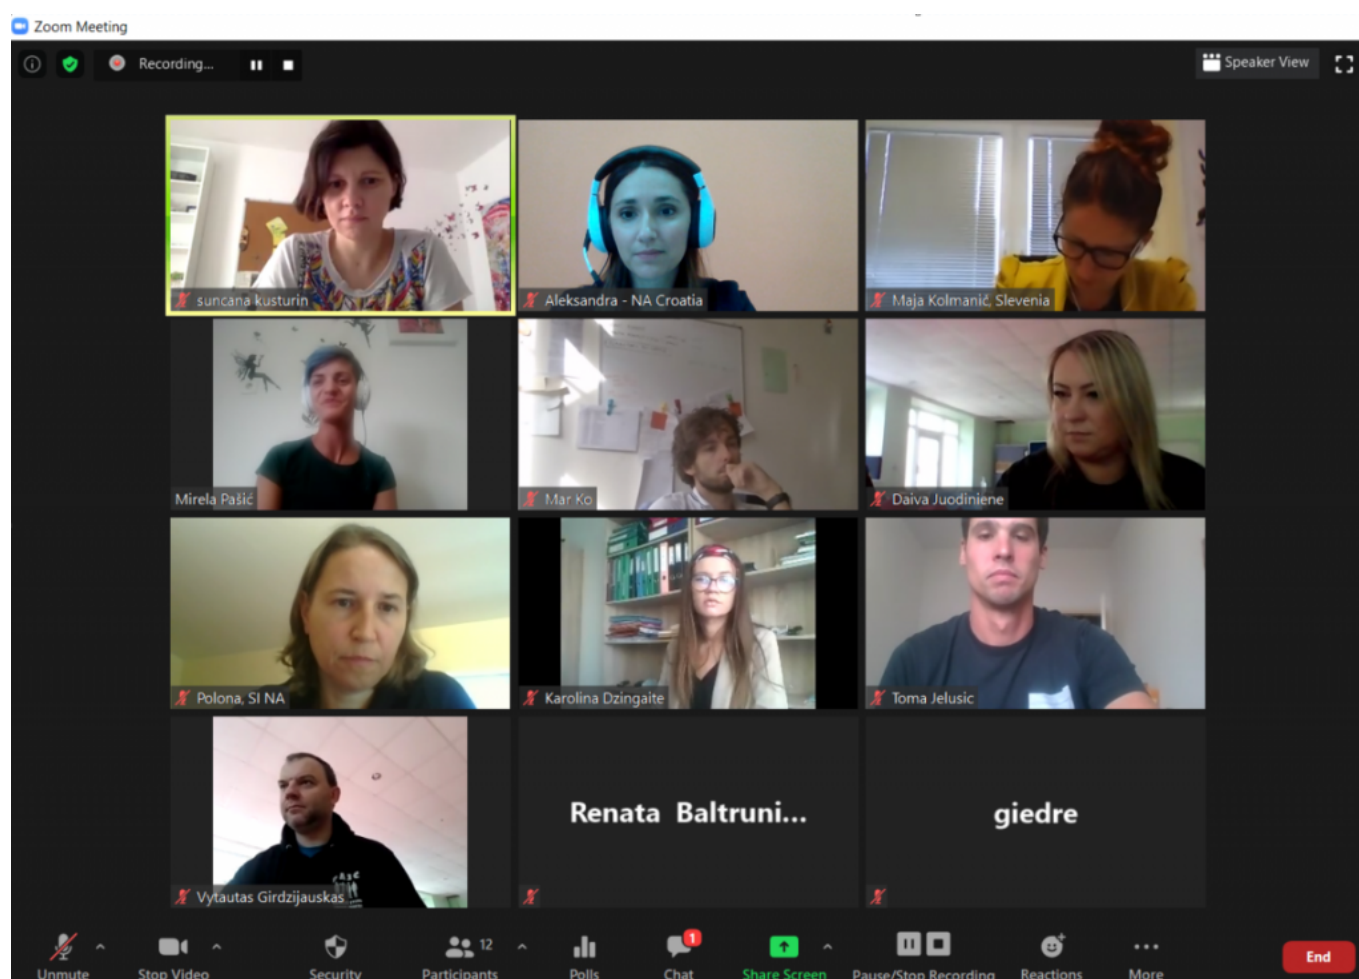 Zoom Meeting
Recording...
Speaker View
suncana kusturin
Aleksandra - NA Croatia
Maja Kolmanič, Slevenia
Mirela Pašić
Mar Ko
Daiva Juodiniene
Polona, SI NA
Karolina Dzingaite
Toma Jelusic
Vytautas Girdzijauskas
Renata Baltruni...
giedre
Unmute
Stop Video
Security
12
Participants
Polls
1
Chat
Share Screen
Pause/Stop Recording
Reactions
More
End